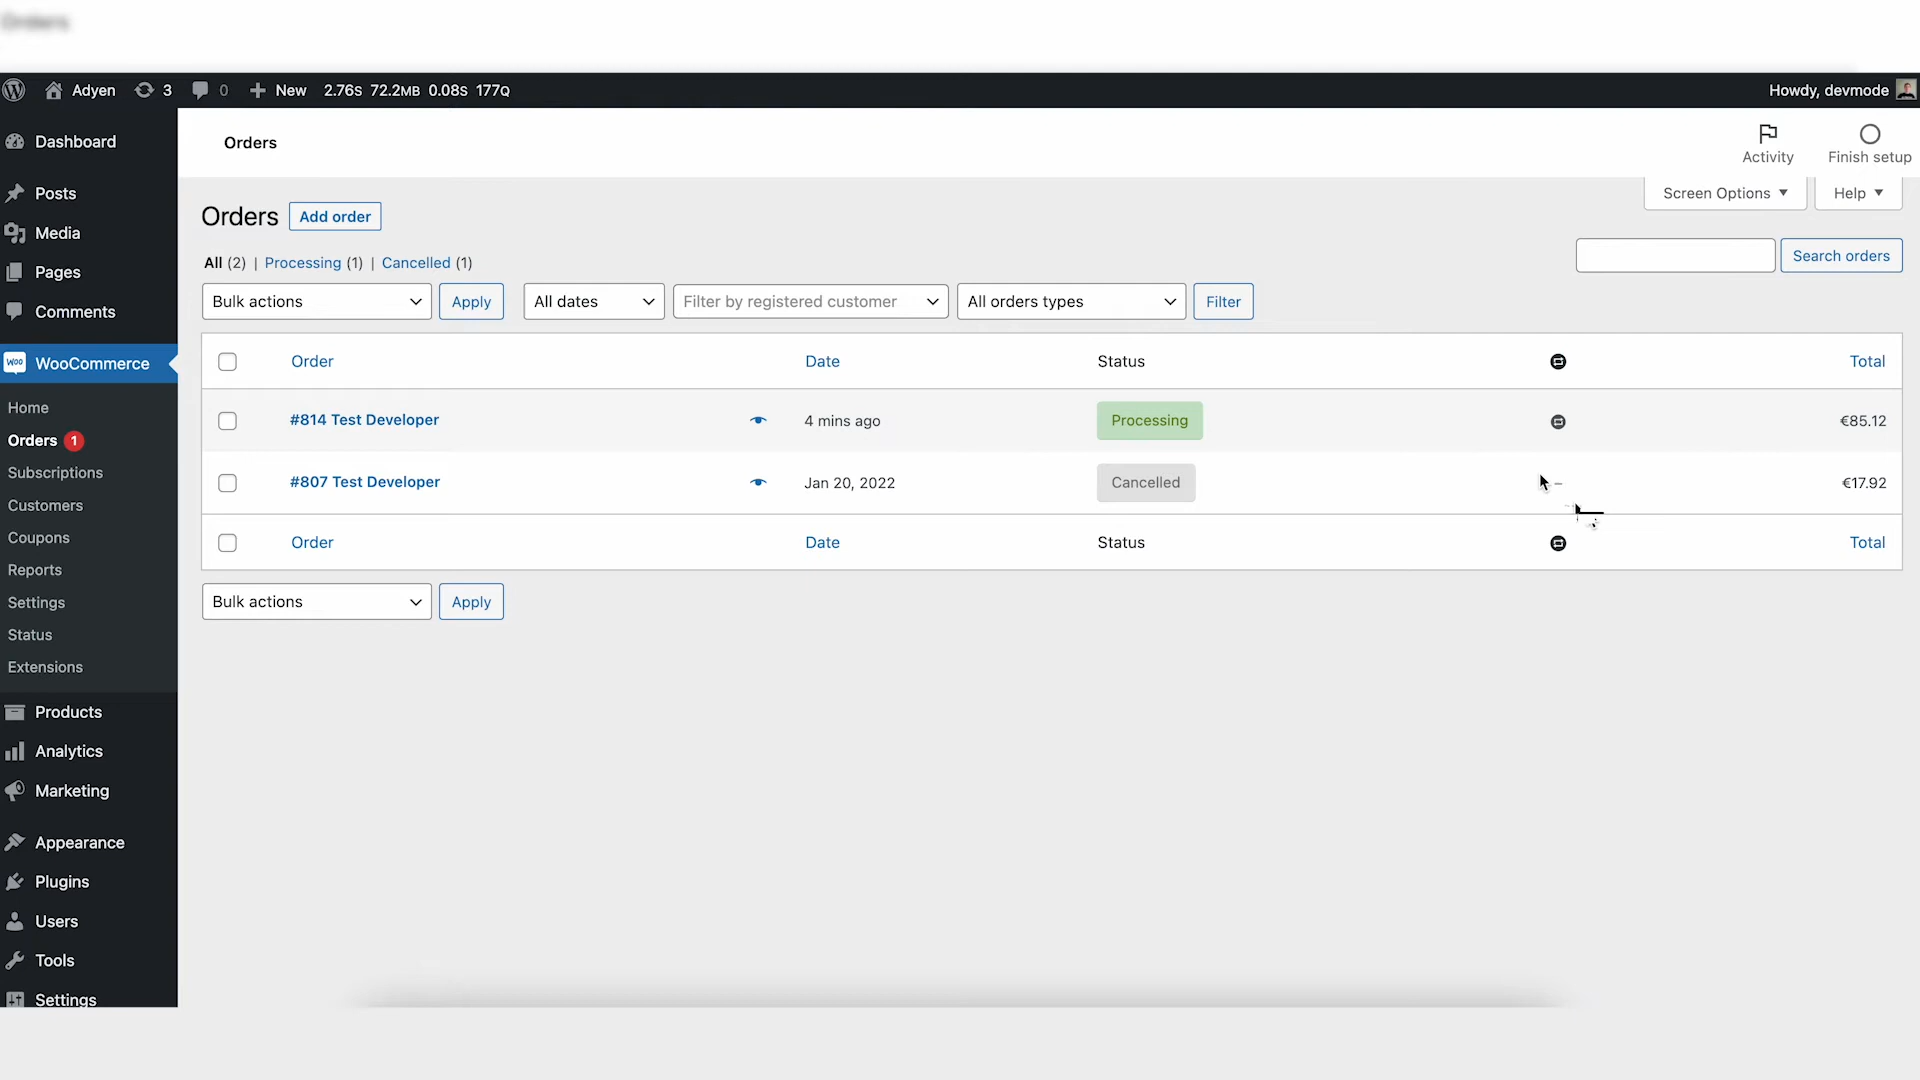 Orders
Adyen 3 0 New 2.76s 72.2MB 0.08s 177Q Howdy, devmode
Dashboard
Posts
Media
Pages
Comments
WooCommerce
Home
Orders 1
Subscriptions
Customers
Coupons
Reports
Settings
Status
Extensions
Products
Analytics
Marketing
Appearance
Plugins
Users
Tools
Settings
Orders
Activity
Finish setup
Screen Options
Help
Orders Add order
All (2) | Processing (1) | Cancelled (1)
Search orders
Bulk actions Apply All dates Filter by registered customer All orders types Filter
Order Date Status Total
#814 Test Developer 4 mins ago Processing €85.12
#807 Test Developer Jan 20, 2022 Cancelled – €17.92
Order Date Status Total
Bulk actions Apply